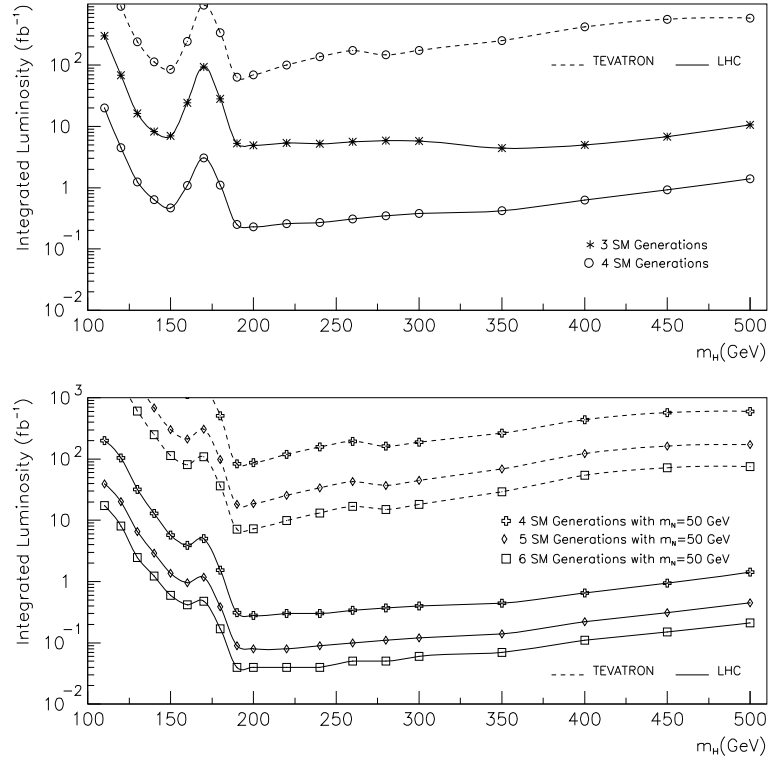 Integrated Luminosity (fb⁻¹)
10²
10
1
10⁻¹
10⁻²
TEVATRON LHC
3 SM Generations
4 SM Generations
100 150 200 250 300 350 400 450 500
m_H(GeV)
Integrated Luminosity (fb⁻¹)
10³
10²
10
1
10⁻¹
10⁻²
4 SM Generations with m_N=50 GeV
5 SM Generations with m_N=50 GeV
6 SM Generations with m_N=50 GeV
TEVATRON LHC
100 150 200 250 300 350 400 450 500
m_H(GeV)